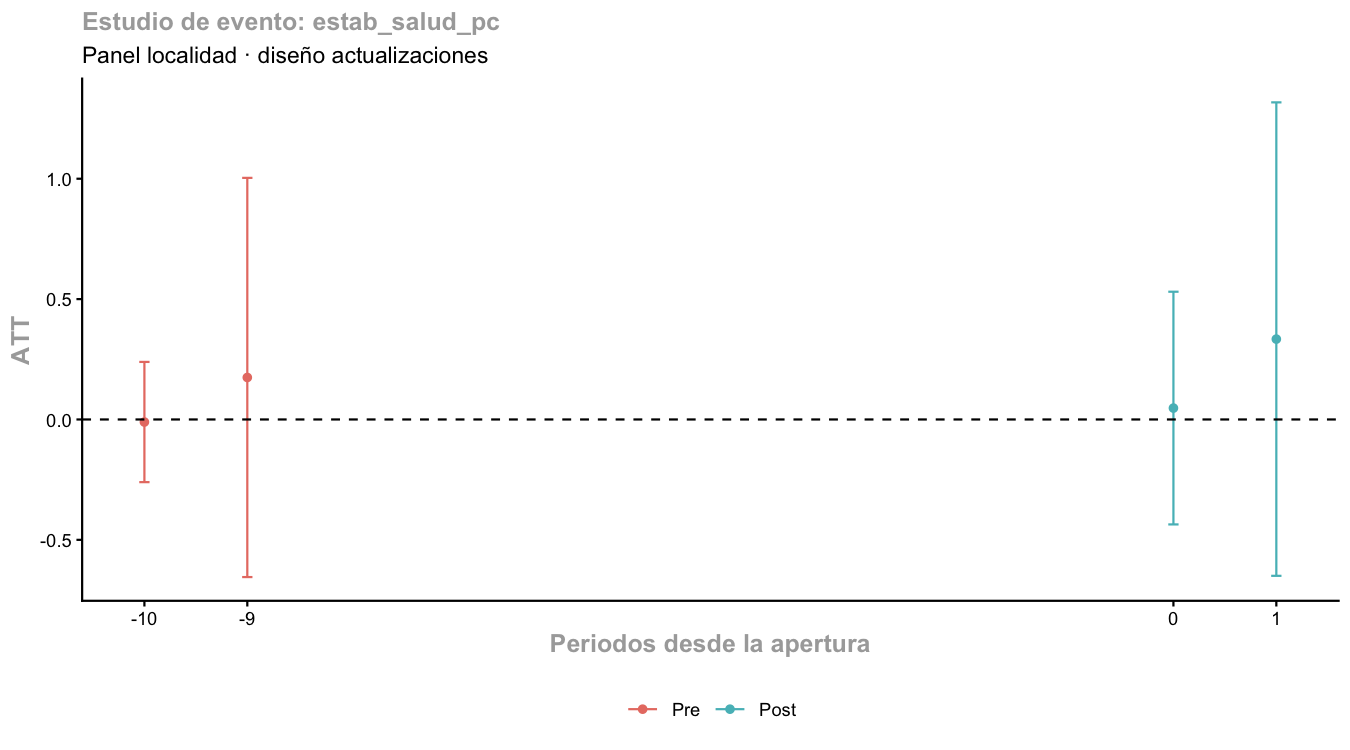 Estudio de evento: estab_salud_pc
Panel localidad · diseño actualizaciones
ATT
1.0
0.5
0.0
-0.5
-10
-9
0
1
Periodos desde la apertura
Pre
Post